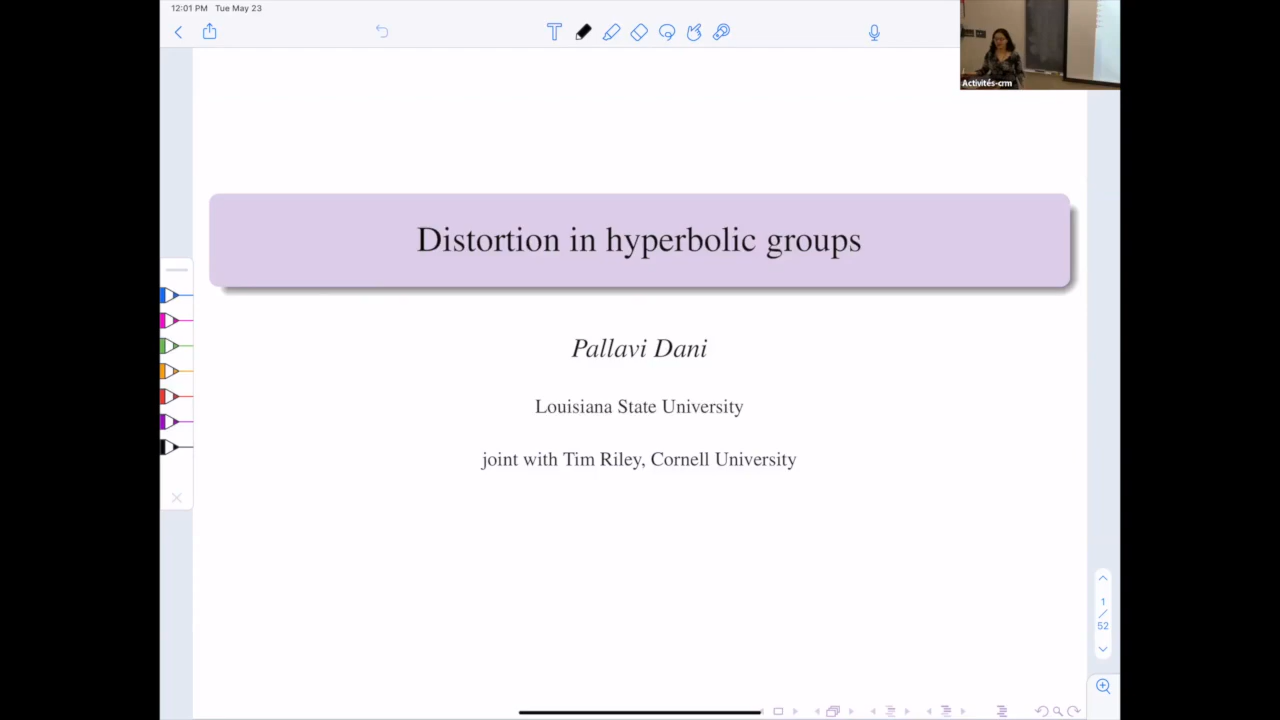 12:01 PM Tue May 23
Activités-crm
Distortion in hyperbolic groups
Pallavi Dani
Louisiana State University
joint with Tim Riley, Cornell University
1
/
52